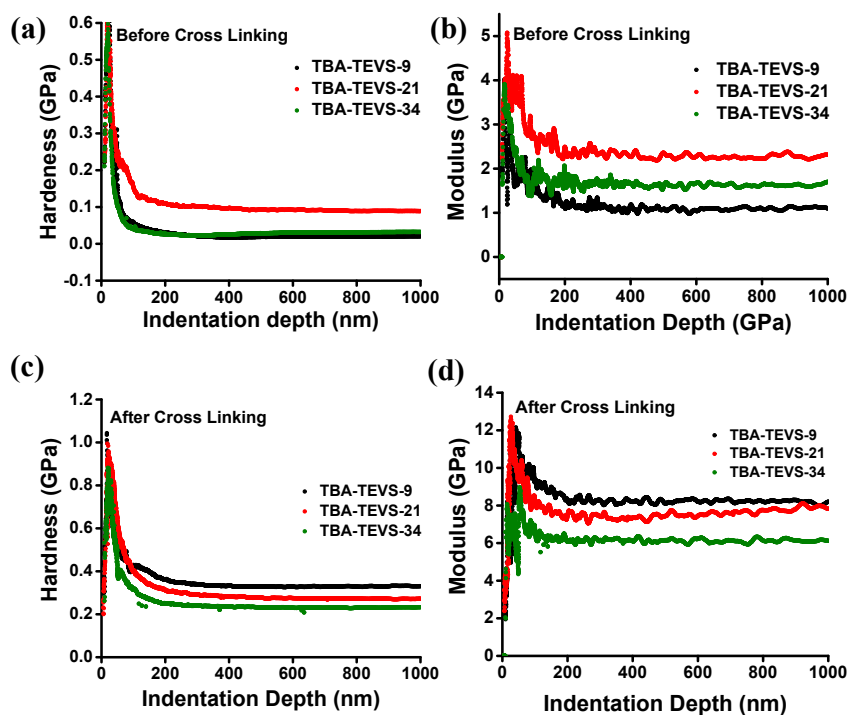 (a)
Before Cross Linking
TBA-TEVS-9
TBA-TEVS-21
TBA-TEVS-34
Hardeness (GPa)
0.6
0.5
0.4
0.3
0.2
0.1
0.0
-0.1
0 200 400 600 800 1000
Indentation depth (nm)
(b)
Before Cross Linking
TBA-TEVS-9
TBA-TEVS-21
TBA-TEVS-34
Modulus (GPa)
5
4
3
2
1
0
0 200 400 600 800 1000
Indentation Depth (GPa)
(c)
After Cross Linking
TBA-TEVS-9
TBA-TEVS-21
TBA-TEVS-34
Hardness (GPa)
1.2
1.0
0.8
0.6
0.4
0.2
0.0
0 200 400 600 800 1000
Indentation Depth (nm)
(d)
After Cross Linking
TBA-TEVS-9
TBA-TEVS-21
TBA-TEVS-34
Modulus (GPa)
14
12
10
8
6
4
2
0
0 200 400 600 800 1000
Indentation Depth (nm)